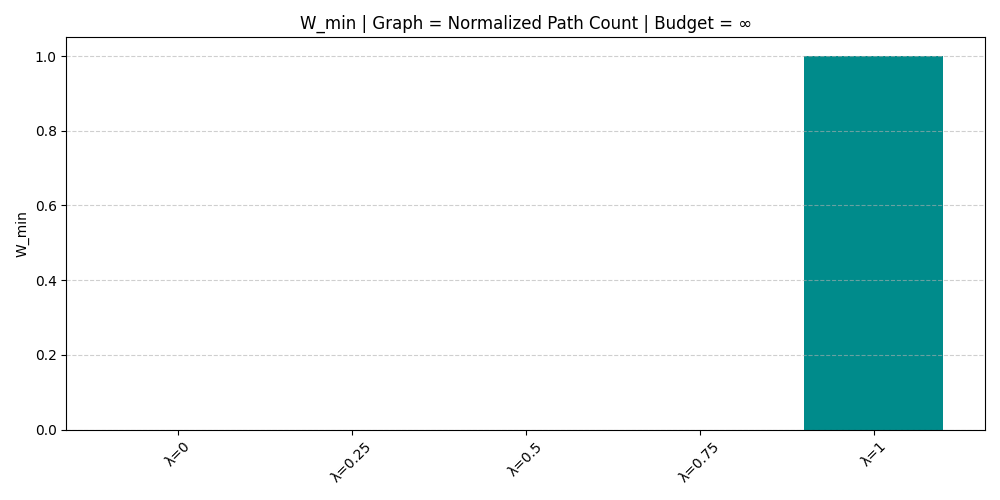 W_min | Graph = Normalized Path Count | Budget = ∞
W_min
1.0
0.8
0.6
0.4
0.2
0.0
λ=0
λ=0.25
λ=0.5
λ=0.75
λ=1